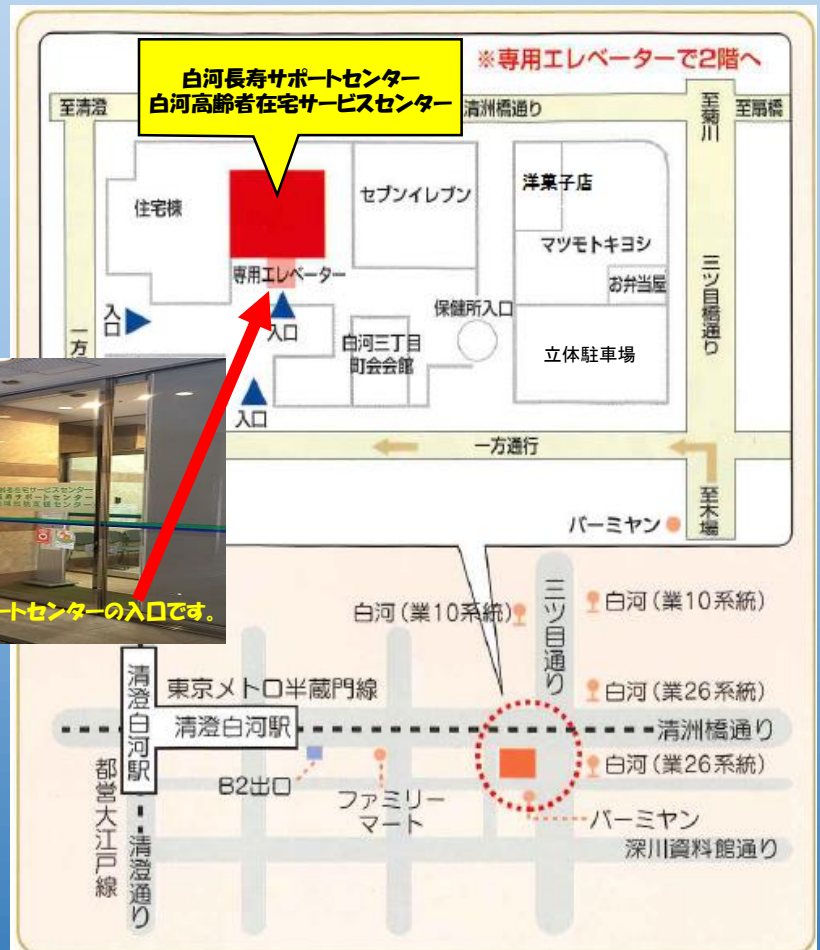 白河長寿サポートセンター
白河高齢者在宅サービスセンター
※専用エレベーターで2階へ
至清澄
清洲橋通り
至菊川
至扇橋
住宅棟
セブンイレブン
洋菓子店
マツモトキヨシ
お弁当屋
専用エレベーター
入口
入口
入口
保健所入口
白河三丁目
町会会館
立体駐車場
三ツ目橋通り
一方
一方通行
至木場
バーミヤン
ートセンターの入口です。
白河(業10系統)
三ツ目通り
白河(業10系統)
白河(業26系統)
東京メトロ半蔵門線
清澄白河駅
清澄白河駅
清洲橋通り
白河(業26系統)
都営大江戸線
B2出口
ファミリー
マート
バーミヤン
深川資料館通り
清澄通り